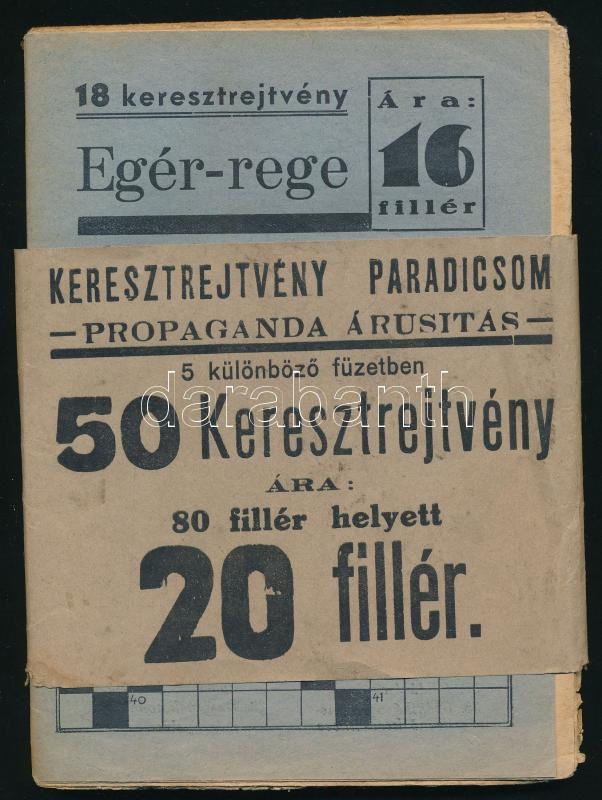 18 keresztrejtvény
Ára:
16
fillér
Egér-rege
KERESZTREJTVÉNY PARADICSOM
—PROPAGANDA ÁRUSITÁS—
5 különböző füzetben
darabanth
50 Keresztrejtvény
ÁRA:
80 fillér helyett
20 fillér.
40
41